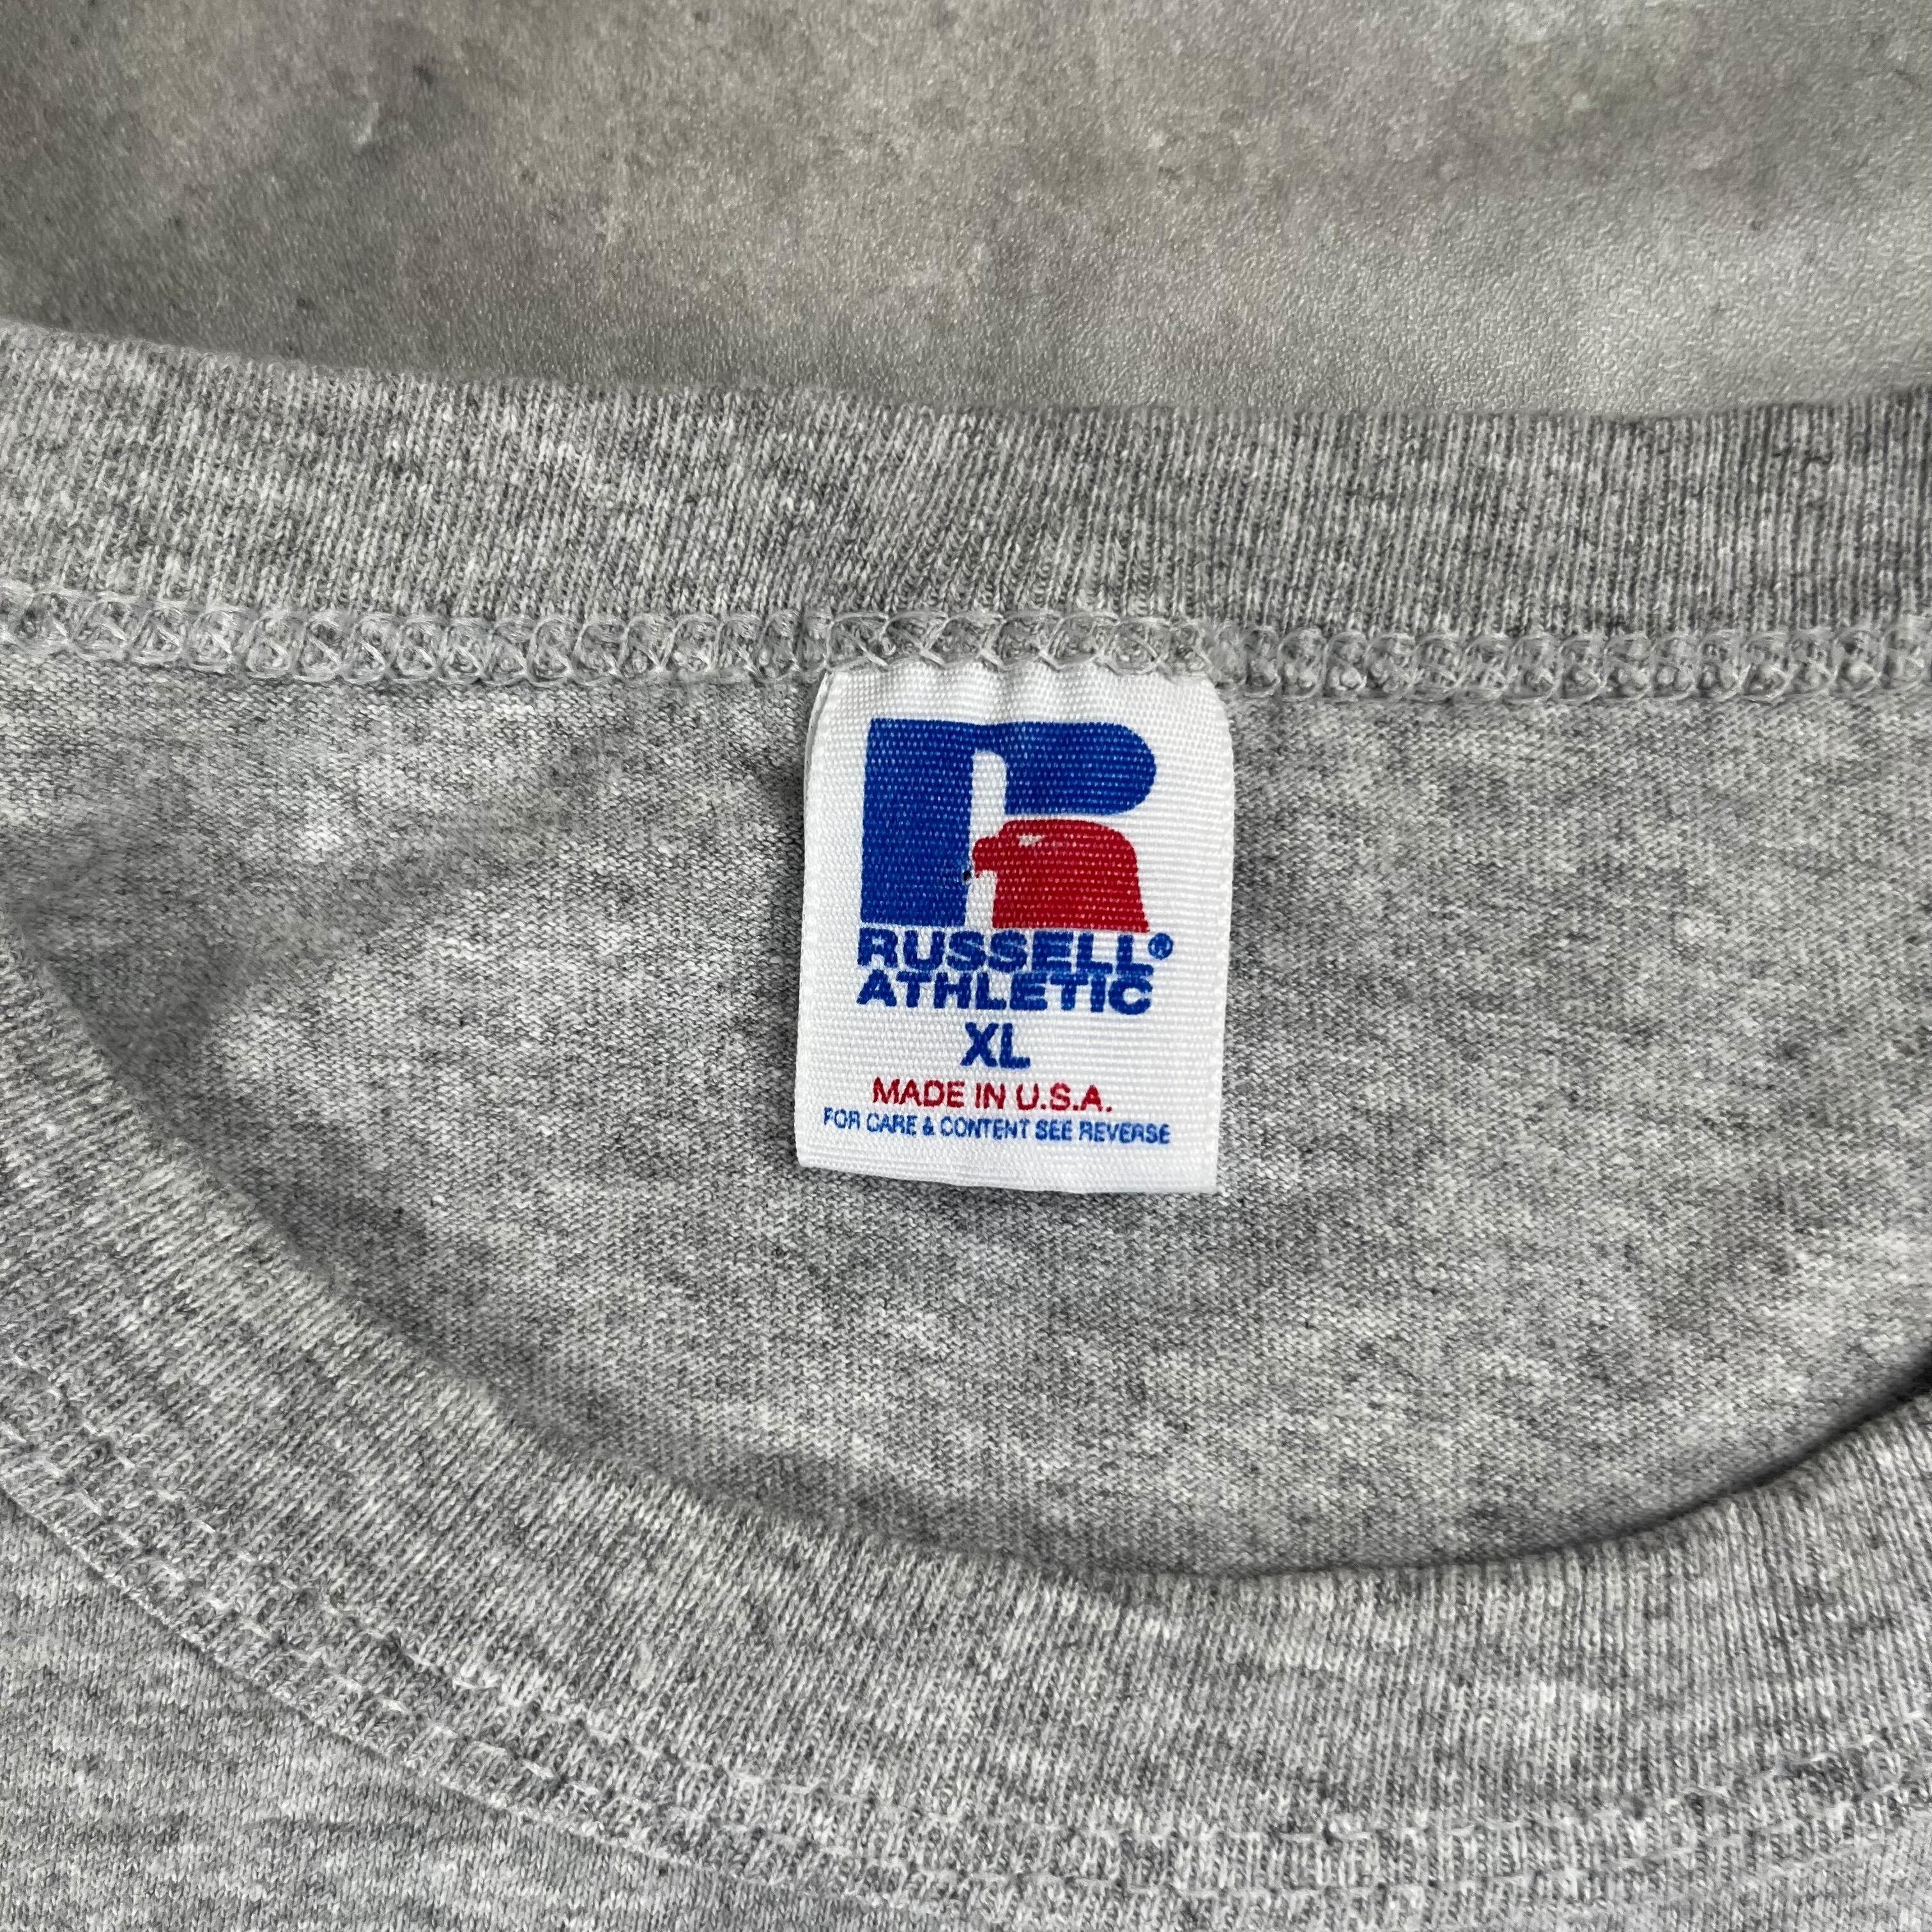 R
RUSSELL®
ATHLETIC
XL
MADE IN U.S.A.
FOR CARE & CONTENT SEE REVERSE